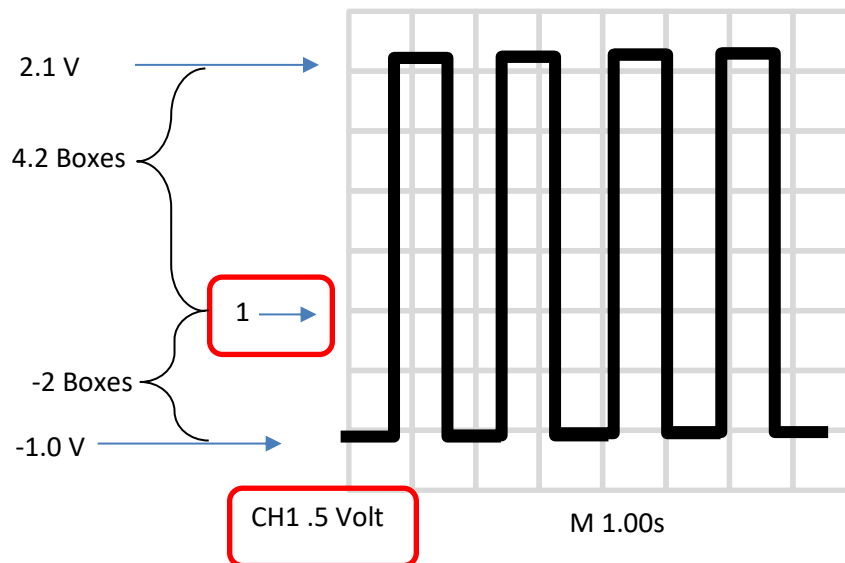 2.1 V
4.2 Boxes
1
-2 Boxes
-1.0 V
CH1 .5 Volt
M 1.00s